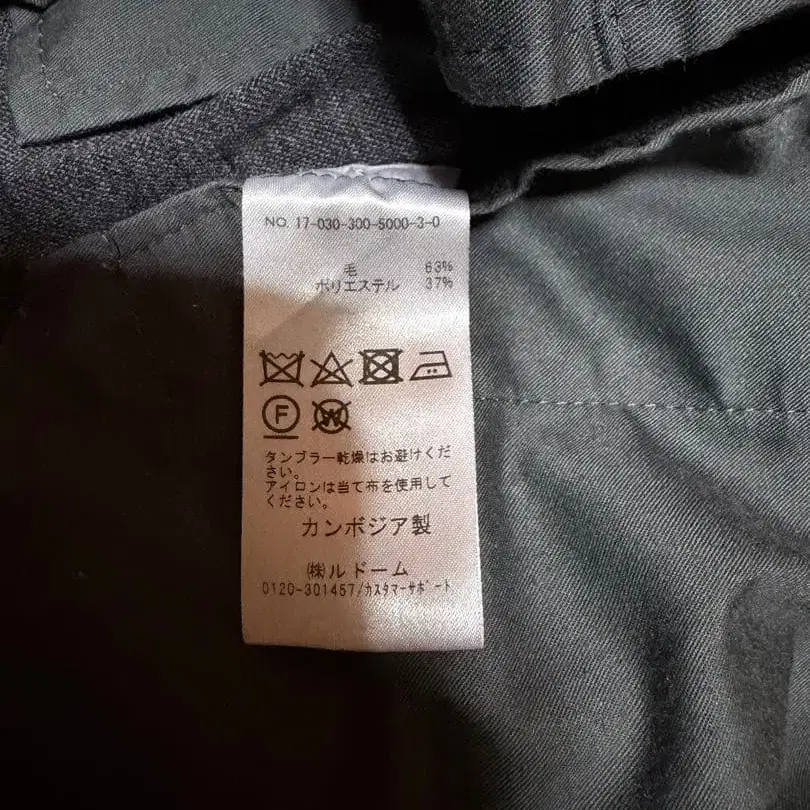 NO. 17-030-300-5000-3-0
毛 63%
ポリエステル 37%
F
W
タンブラー乾燥はお避けくだ
さい。
アイロンは当て布を使用して
ください。
カンボジア製
㈱ルドーム
0120-301457/ｶｽﾀﾏｰｻﾎﾟｰﾄ